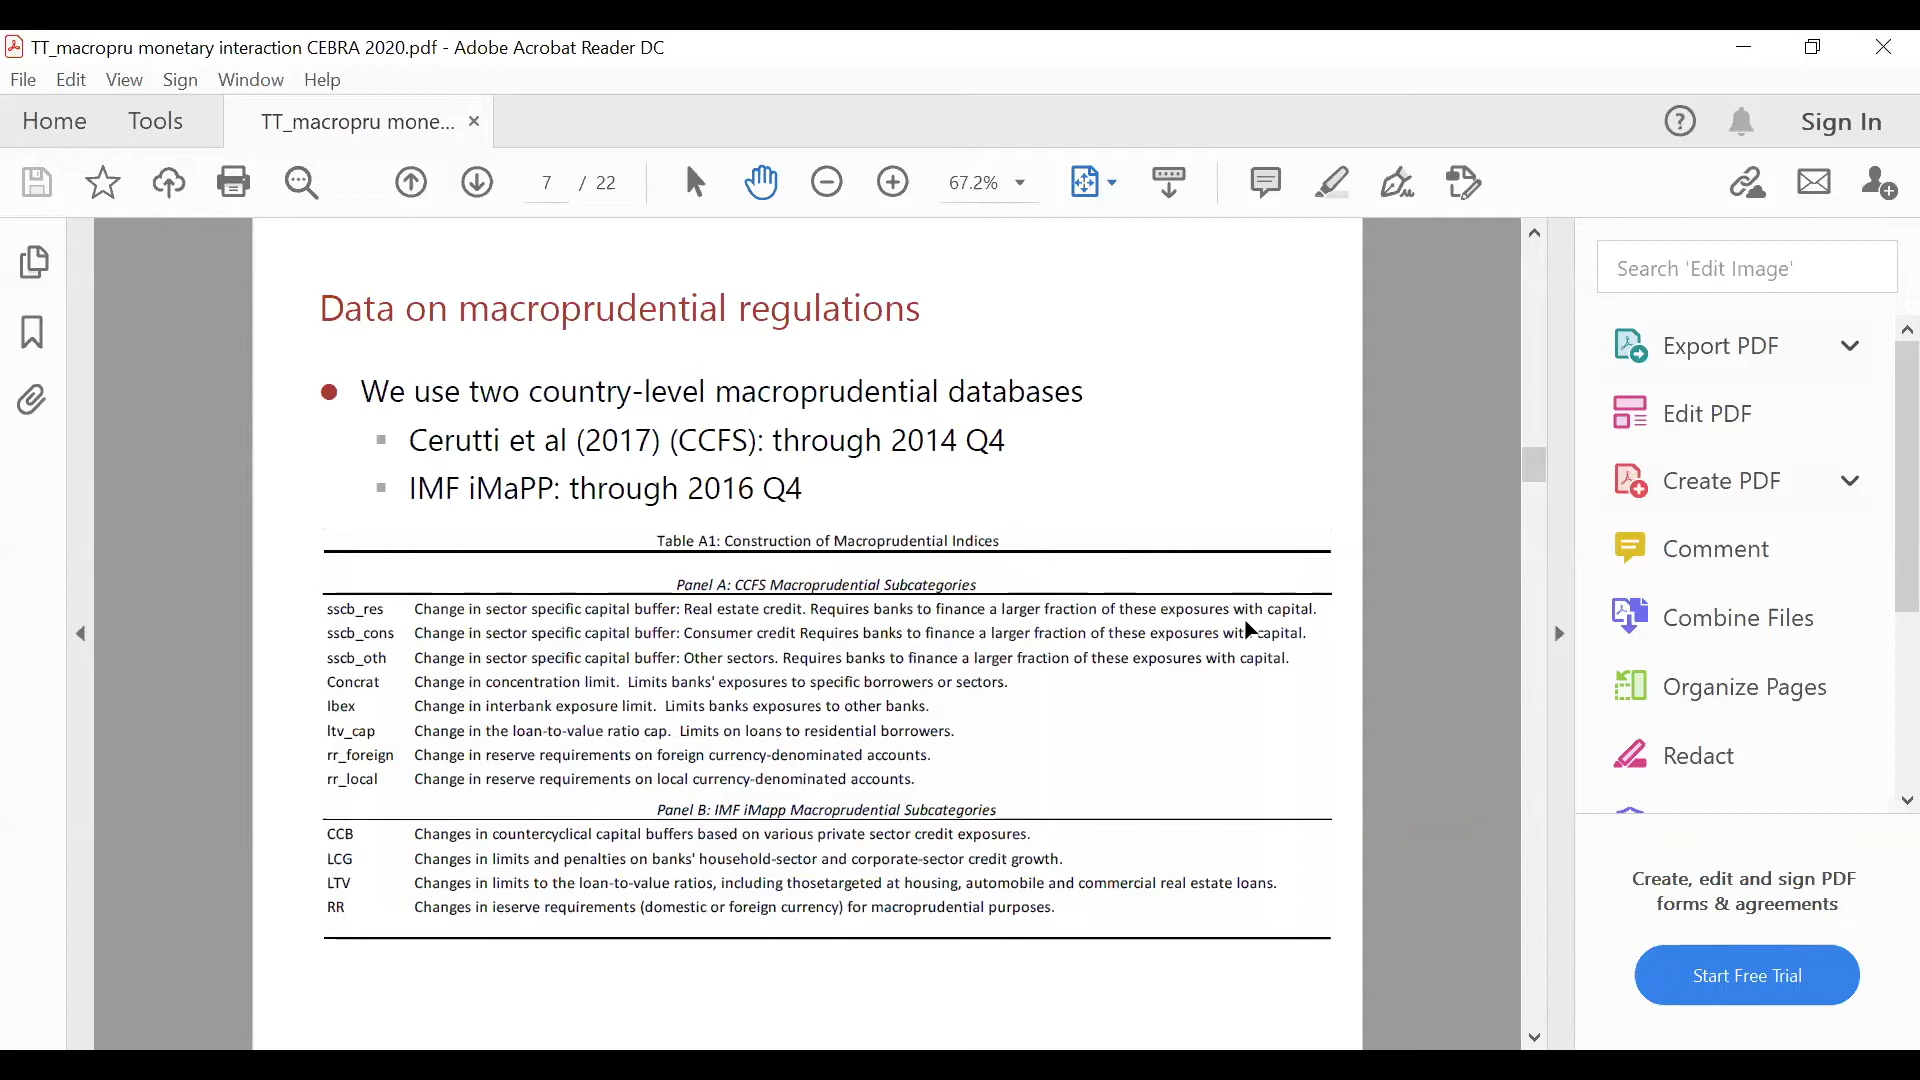 TT_macropru monetary interaction CEBRA 2020.pdf - Adobe Acrobat Reader DC
File Edit View Sign Window Help
Home Tools TT_macropru mone... × Sign In
7 / 22 67.2%
Search 'Edit Image'
Export PDF
Edit PDF
Create PDF
Comment
Combine Files
Organize Pages
Redact
Create, edit and sign PDF
forms & agreements
Start Free Trial
Data on macroprudential regulations
We use two country-level macroprudential databases
Cerutti et al (2017) (CCFS): through 2014 Q4
IMF iMaPP: through 2016 Q4
Table A1: Construction of Macroprudential Indices
Panel A: CCFS Macroprudential Subcategories
sscb_res Change in sector specific capital buffer: Real estate credit. Requires banks to finance a larger fraction of these exposures with capital.
sscb_cons Change in sector specific capital buffer: Consumer credit Requires banks to finance a larger fraction of these exposures with capital.
sscb_oth Change in sector specific capital buffer: Other sectors. Requires banks to finance a larger fraction of these exposures with capital.
Concrat Change in concentration limit. Limits banks' exposures to specific borrowers or sectors.
Ibex Change in interbank exposure limit. Limits banks exposures to other banks.
ltv_cap Change in the loan-to-value ratio cap. Limits on loans to residential borrowers.
rr_foreign Change in reserve requirements on foreign currency-denominated accounts.
rr_local Change in reserve requirements on local currency-denominated accounts.
Panel B: IMF iMapp Macroprudential Subcategories
CCB Changes in countercyclical capital buffers based on various private sector credit exposures.
LCG Changes in limits and penalties on banks' household-sector and corporate-sector credit growth.
LTV Changes in limits to the loan-to-value ratios, including thosetargeted at housing, automobile and commercial real estate loans.
RR Changes in ieserve requirements (domestic or foreign currency) for macroprudential purposes.